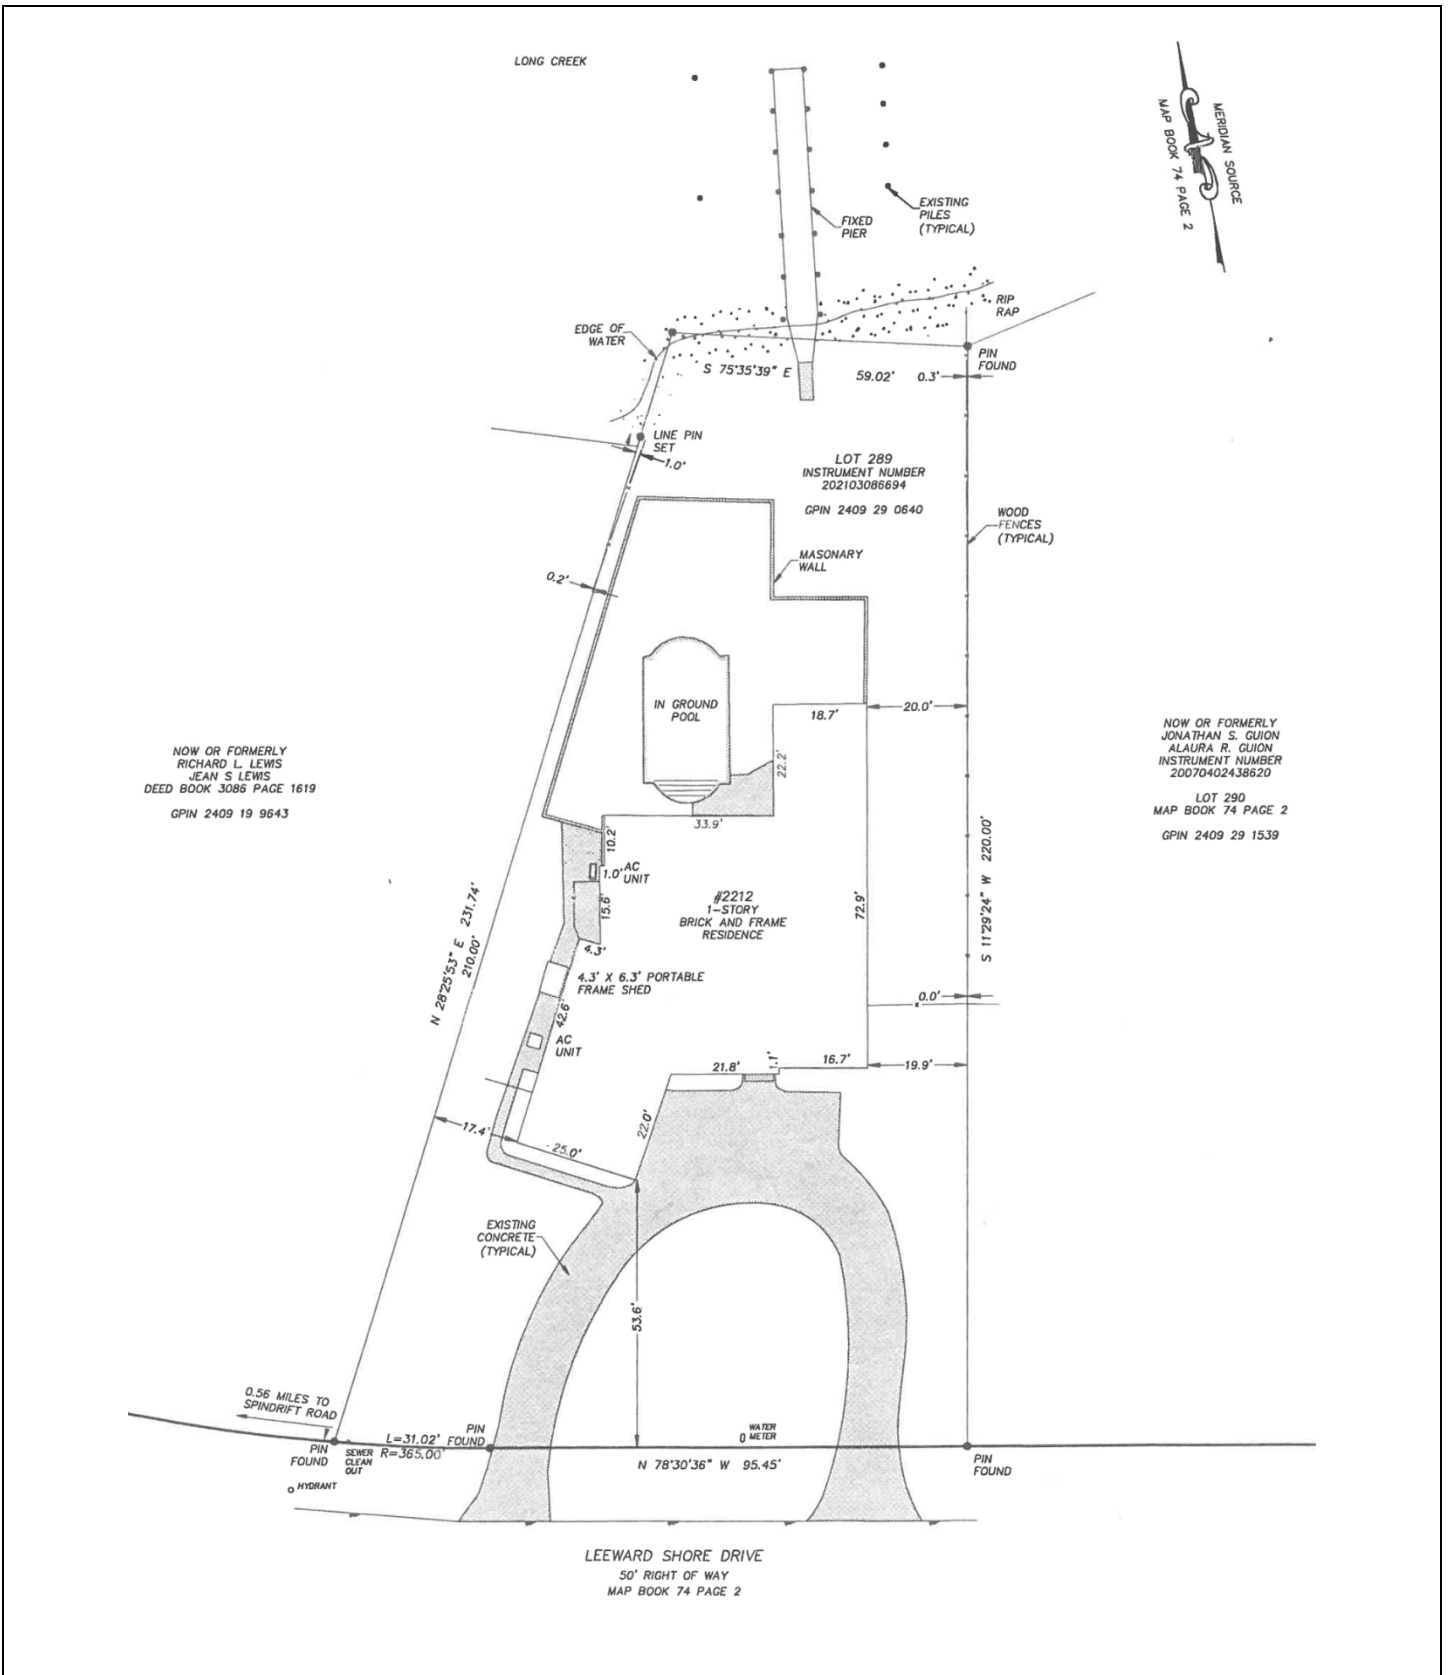 LONG CREEK
MERIDIAN SOURCE
MAP BOOK 74 PAGE 2
EXISTING
PILES
(TYPICAL)
FIXED
PIER
RIP
RAP
EDGE OF
WATER
PIN
FOUND
S 75°35'39" E
59.02'
0.3'
LINE PIN
SET
1.0'
LOT 289
INSTRUMENT NUMBER
202103086694
GPIN 2409 29 0640
WOOD
FENCES
(TYPICAL)
MASONARY
WALL
0.2'
IN GROUND
POOL
18.7'
20.0'
22.2'
NOW OR FORMERLY
RICHARD L. LEWIS
JEAN S LEWIS
DEED BOOK 3086 PAGE 1619
GPIN 2409 19 9643
NOW OR FORMERLY
JONATHAN S. GUION
ALAURA R. GUION
INSTRUMENT NUMBER
20070402438620
LOT 290
MAP BOOK 74 PAGE 2
GPIN 2409 29 1539
33.9'
10.2'
1.0'
AC
UNIT
15.6'
#2212
1-STORY
BRICK AND FRAME
RESIDENCE
72.9'
S 11°29'24" W 220.00'
N 28°25'53" E 231.74'
210.00'
4.3'
4.3' X 6.3' PORTABLE
FRAME SHED
42.6'
AC
UNIT
0.0'
21.8'
1.1'
16.7'
19.9'
17.4'
25.0'
22.0'
EXISTING
CONCRETE
(TYPICAL)
53.6'
0.56 MILES TO
SPINDRIFT ROAD
PIN
FOUND
SEWER
CLEAN
OUT
L=31.02'
R=365.00'
PIN
FOUND
WATER
METER
N 78°30'36" W 95.45'
PIN
FOUND
HYDRANT
LEEWARD SHORE DRIVE
50' RIGHT OF WAY
MAP BOOK 74 PAGE 2